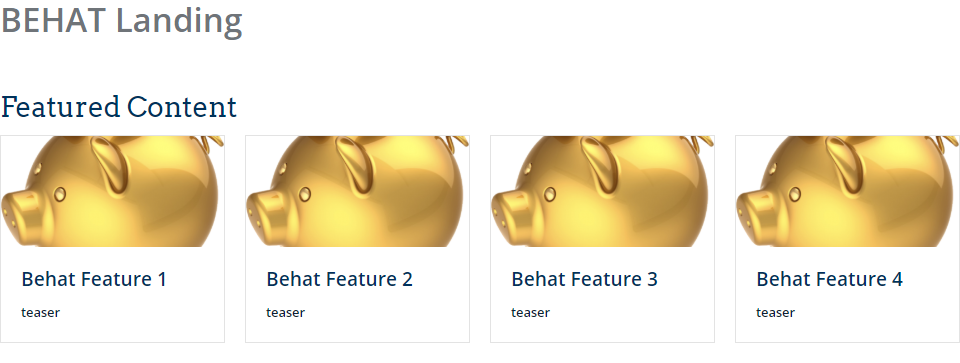 BEHAT Landing
Featured Content
Behat Feature 1
teaser
Behat Feature 2
teaser
Behat Feature 3
teaser
Behat Feature 4
teaser